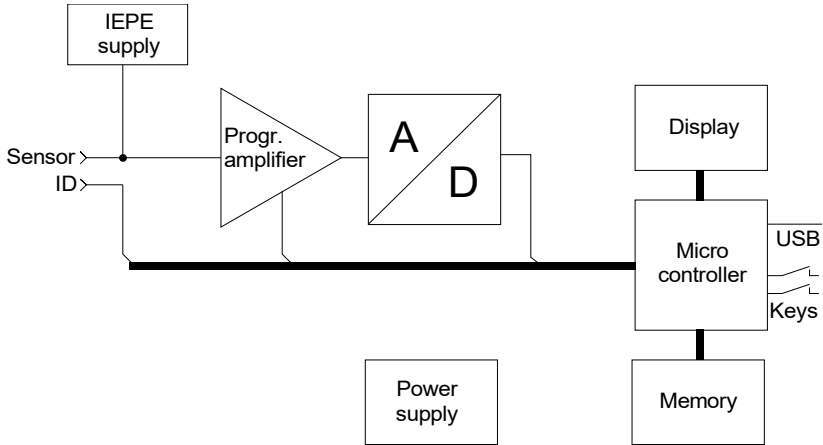 IEPE
supply
Sensor
ID
Progr.
amplifier
A
D
Display
Micro
controller
USB
Keys
Power
supply
Memory